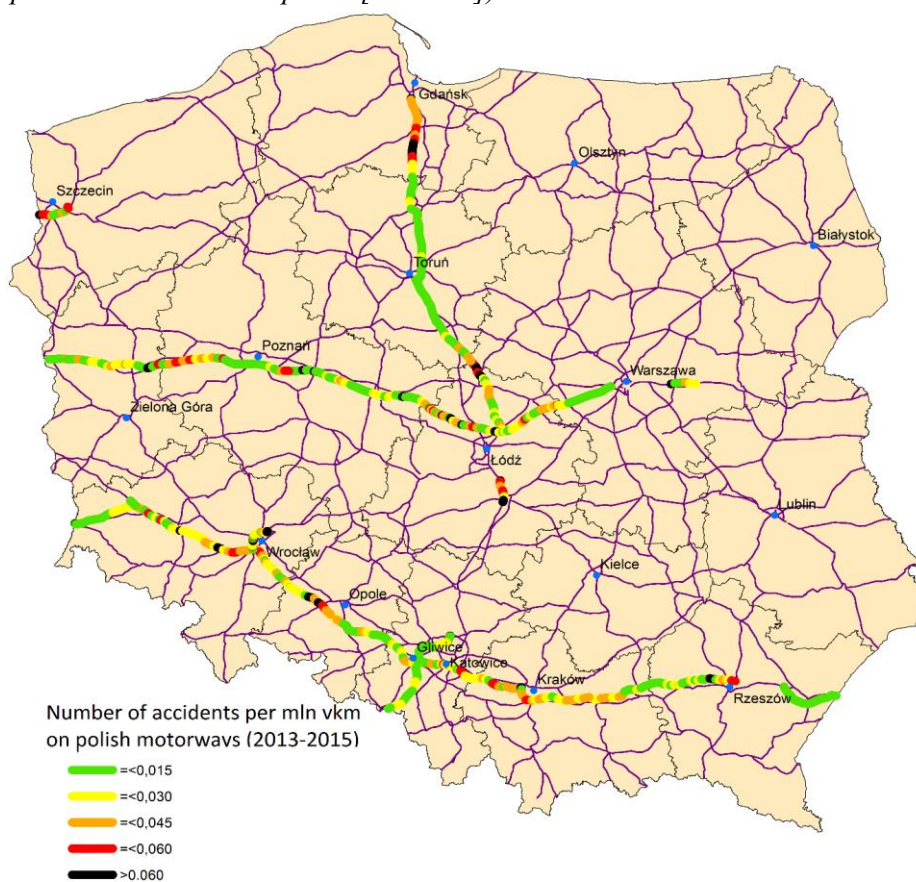 Gdańsk
Olsztyn
Szczecin
Białystok
Toruń
Poznań
Warszawa
Zielona Góra
Łódź
Lublin
Wrocław
Kielce
Opole
Gliwice
Katowice
Kraków
Rzeszów
Number of accidents per mln vkm
on polish motorways (2013-2015)
=<0,015
=<0,030
=<0,045
=<0,060
>0.060